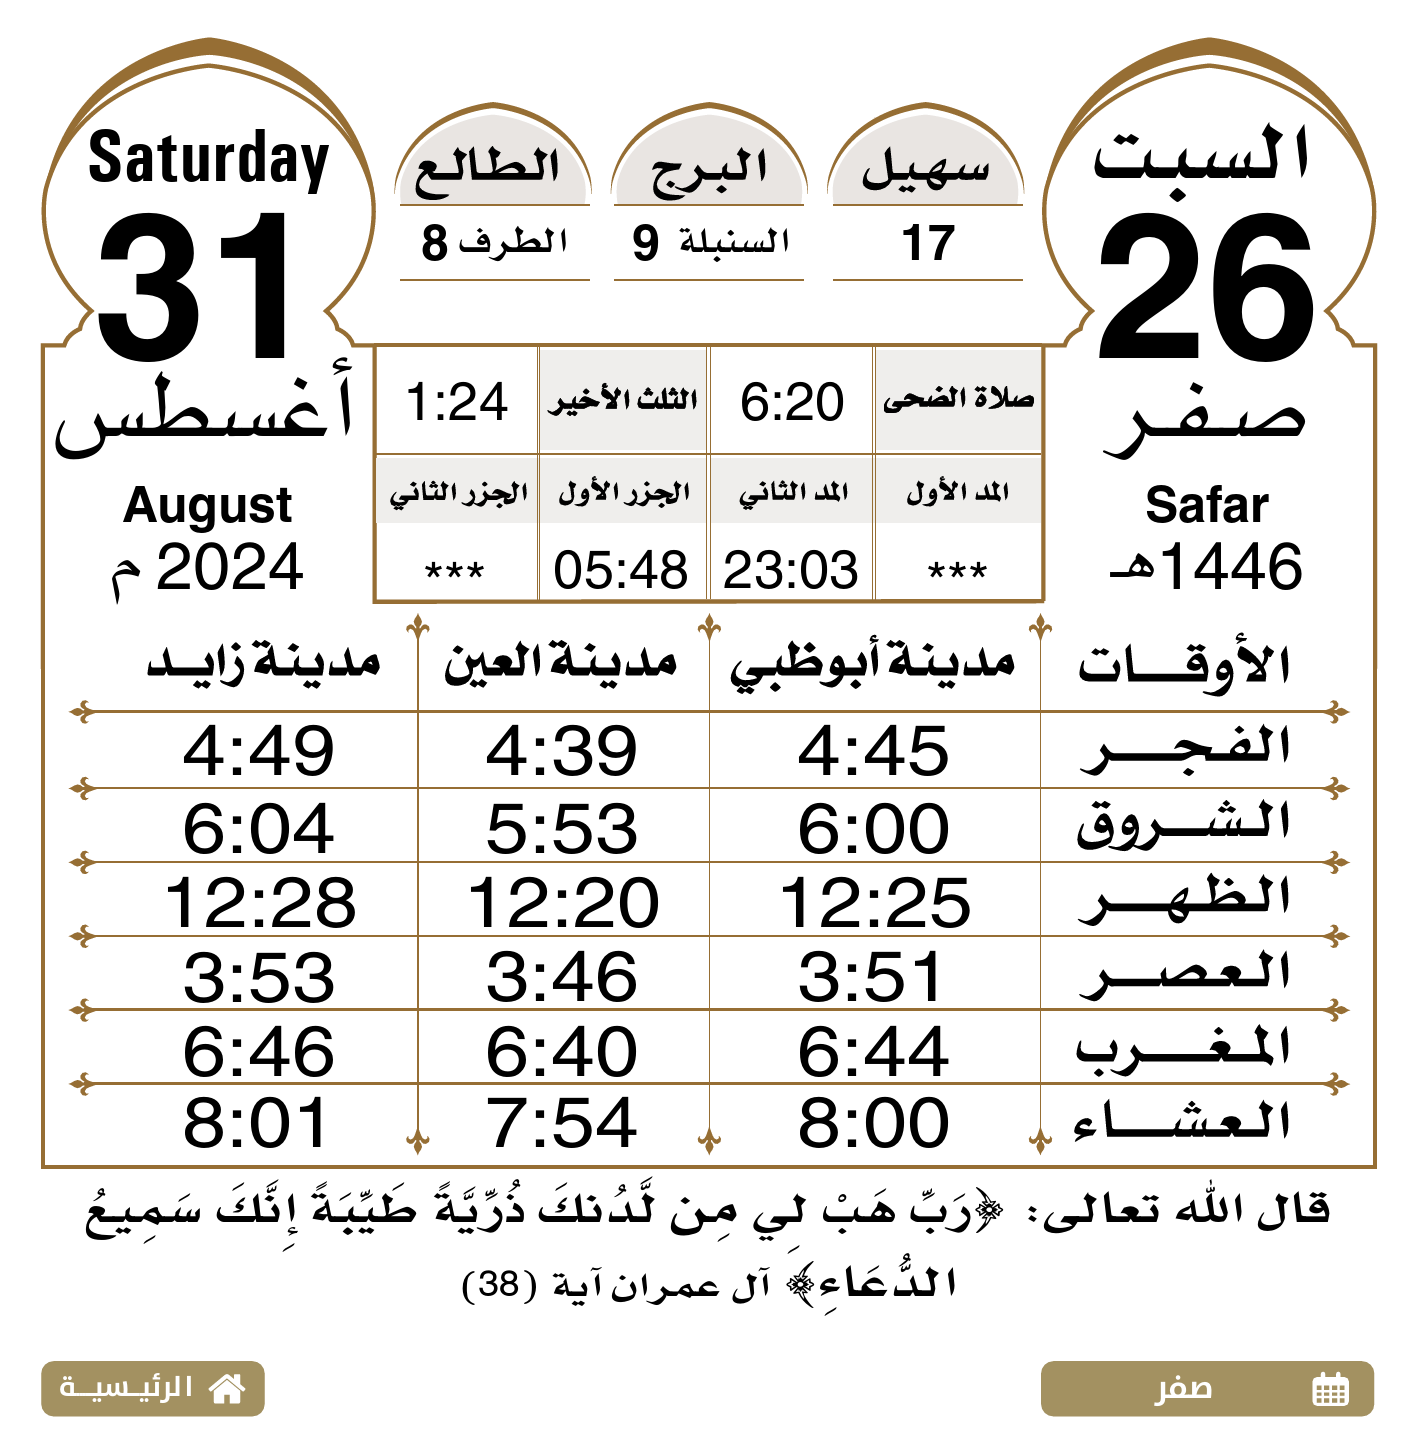 السبت
26
صفر
Safar
1446هـ
سهيل
17
البرج
السنبلة 9
الطالع
الطرف 8
Saturday
31
أغسطس
August
2024 م
صلاة الضحى 6:20 الثلث الأخير 1:24
المد الأول المد الثاني الجزر الأول الجزر الثاني
*** 23:03 05:48 ***
الأوقات مدينة أبوظبي مدينة العين مدينة زايد
الفجر 4:45 4:39 4:49
الشروق 6:00 5:53 6:04
الظهر 12:25 12:20 12:28
العصر 3:51 3:46 3:53
المغرب 6:44 6:40 6:46
العشاء 8:00 7:54 8:01
قال الله تعالى: ﴿رَبِّ هَبْ لِي مِن لَّدُنكَ ذُرِّيَّةً طَيِّبَةً إِنَّكَ سَمِيعُ
الدُّعَاءِ﴾ آل عمران آية (38)
صفر
الرئيسية